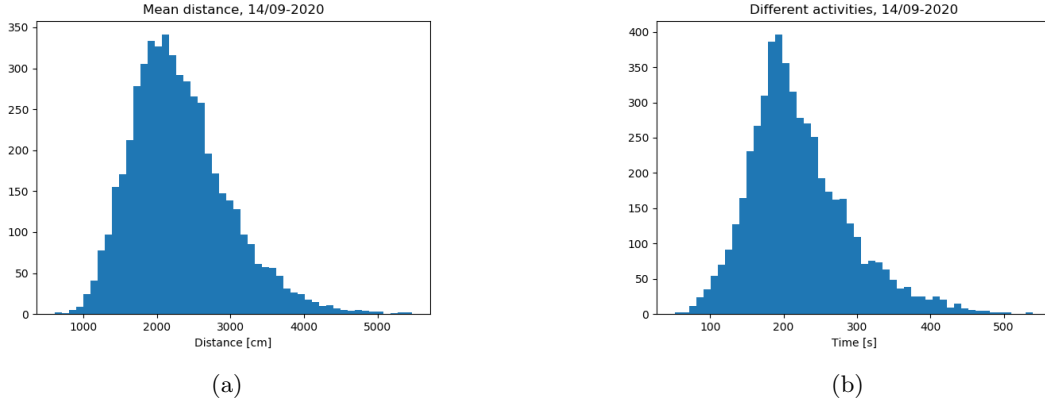 Mean distance, 14/09-2020
350
300
250
200
150
100
50
0
1000 2000 3000 4000 5000
Distance [cm]
(a)
Different activities, 14/09-2020
400
350
300
250
200
150
100
50
0
100 200 300 400 500
Time [s]
(b)